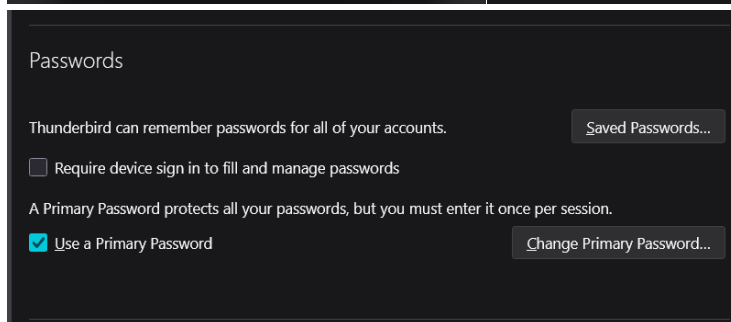 Passwords
Thunderbird can remember passwords for all of your accounts.
Saved Passwords...
Require device sign in to fill and manage passwords
A Primary Password protects all your passwords, but you must enter it once per session.
Use a Primary Password
Change Primary Password...